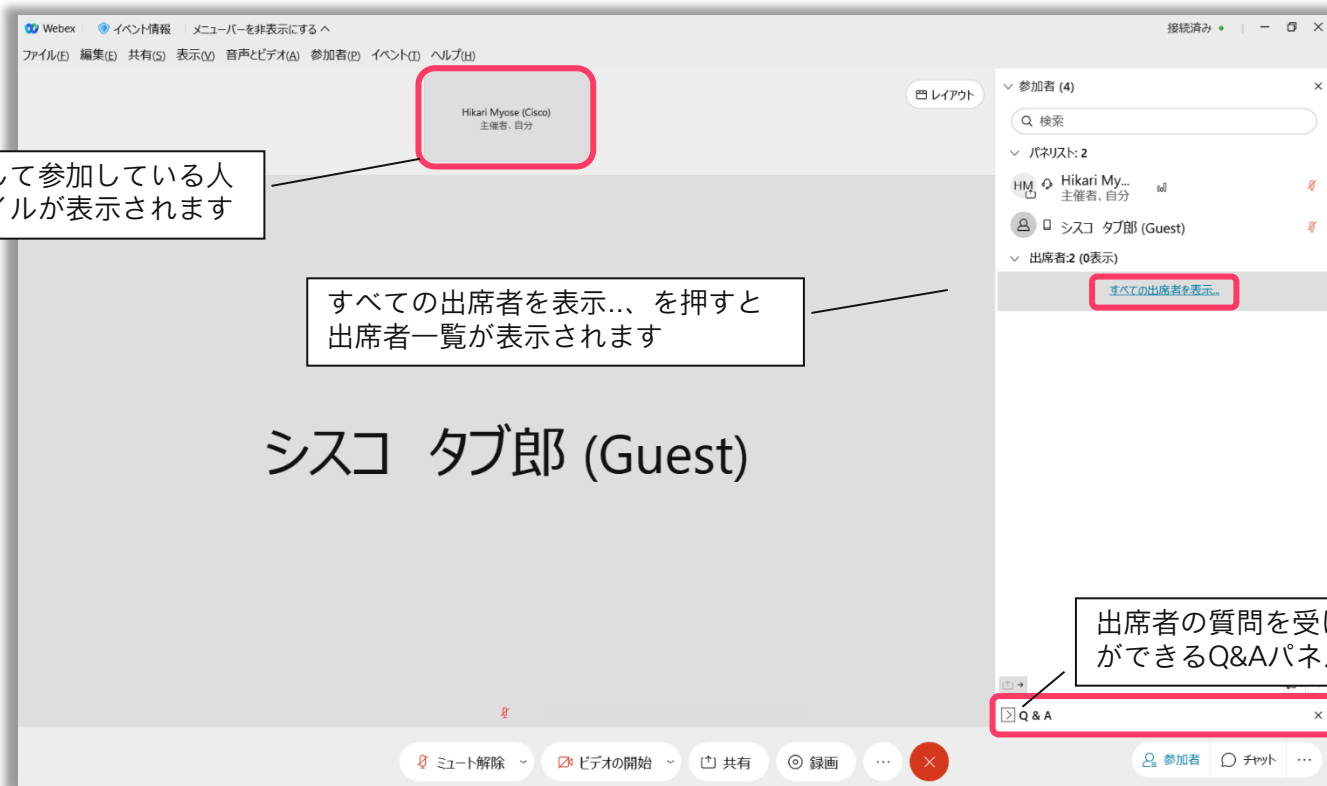 Webex イベント情報 メニューバーを非表示にする 接続済み
ファイル(F) 編集(E) 共有(S) 表示(V) 音声とビデオ(A) 参加者(P) イベント(T) ヘルプ(H)
Hikari Myose (Cisco)
主催者、自分
レイアウト
して参加している人
イルが表示されます
すべての出席者を表示...、を押すと
出席者一覧が表示されます
シスコ タブ郎 (Guest)
ミュート解除 ビデオの開始 共有 録画 ...
参加者 (4)
検索
パネリスト: 2
HM Hikari My...
主催者、自分
シスコ タブ郎 (Guest)
出席者:2 (0表示)
すべての出席者を表示...
出席者の質問を受
ができるQ&Aパネ
Q & A
参加者 チャット ...